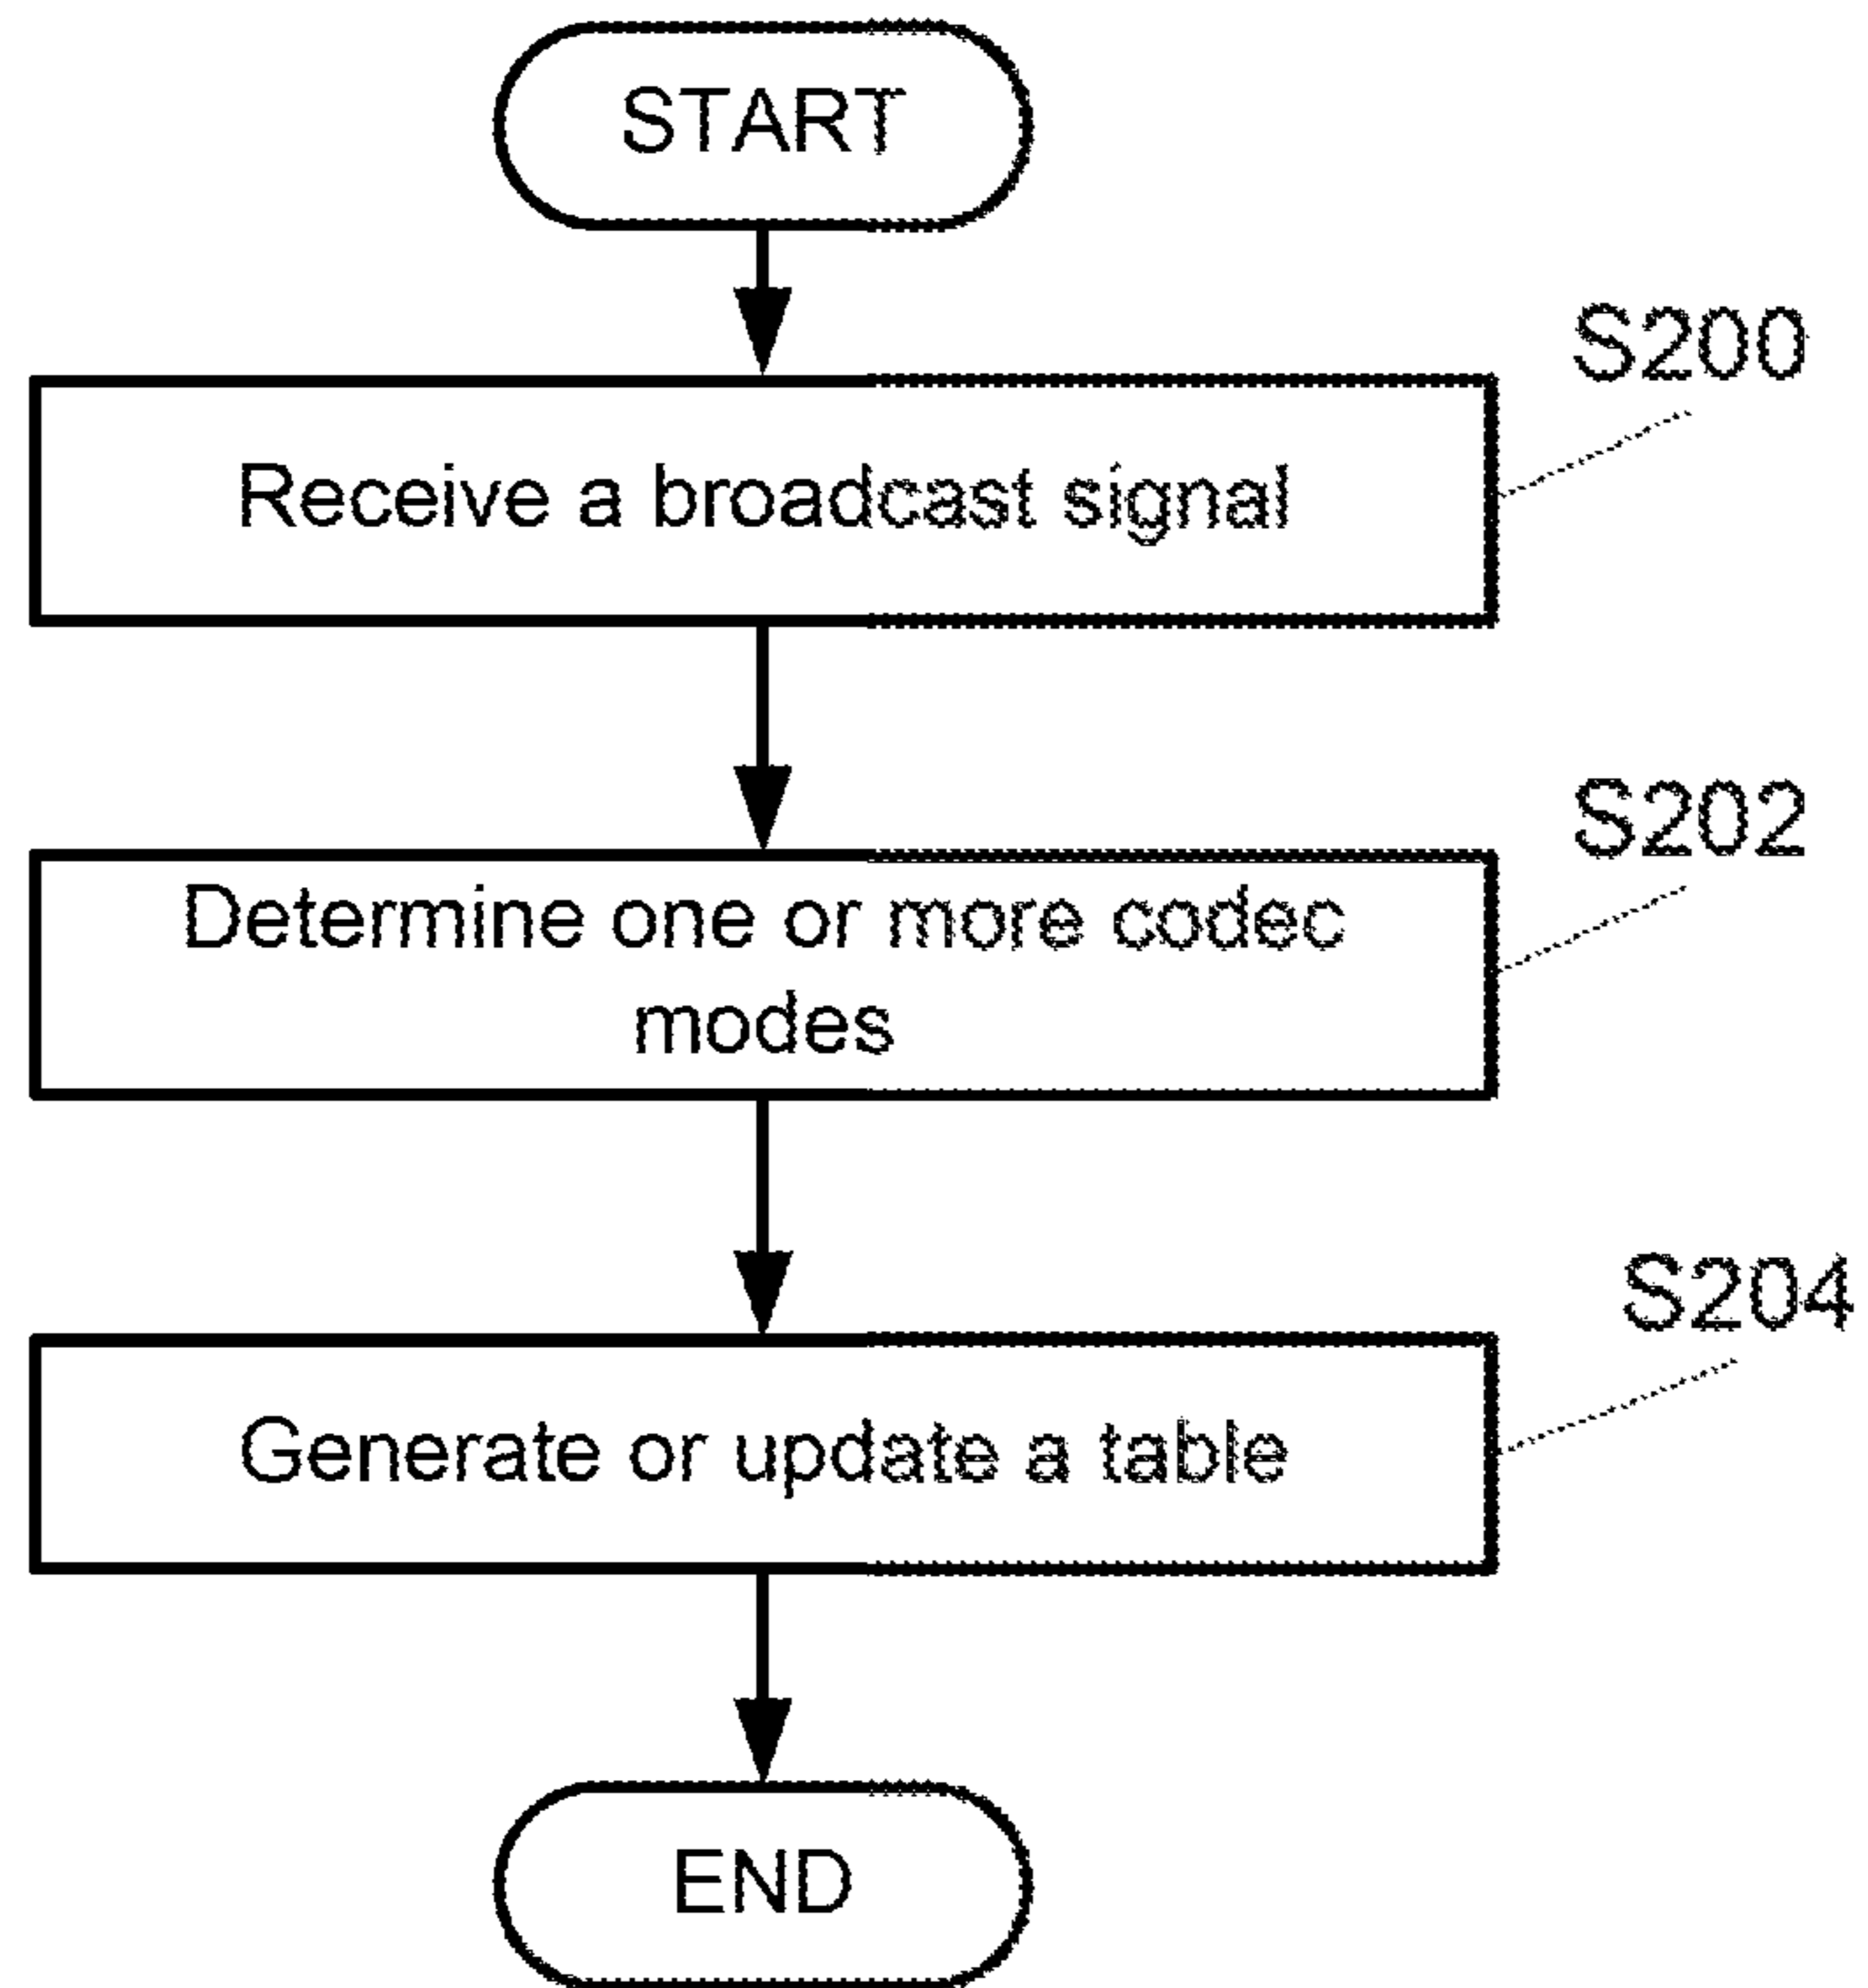 START
S200
Receive a broadcast signal
S202
Determine one or more codec
modes
S204
Generate or update a table
END